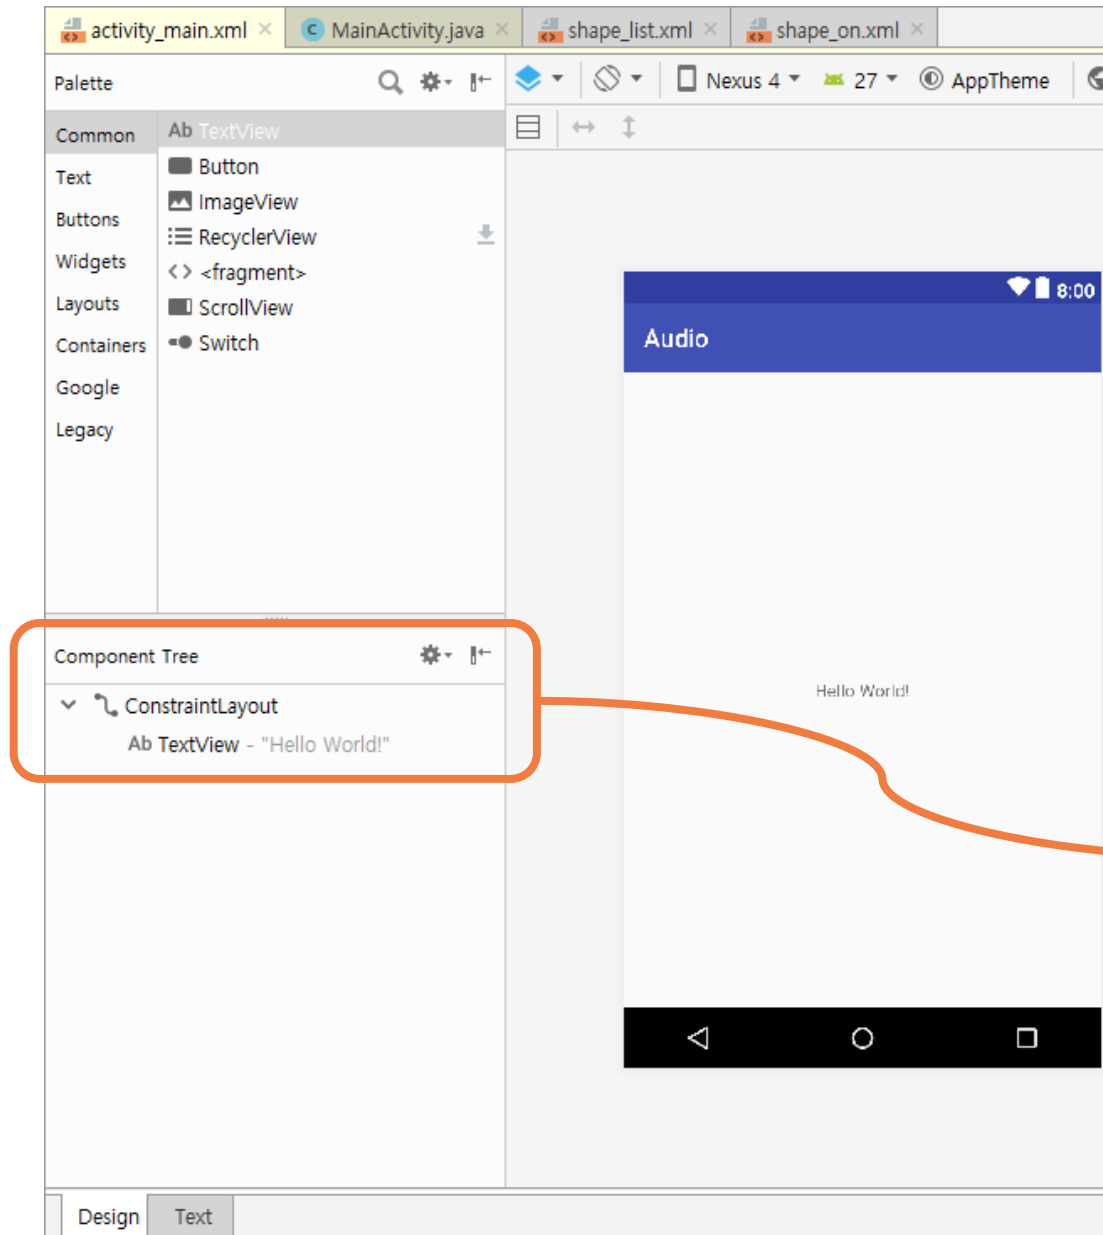 activity_main.xml
MainActivity.java
shape_list.xml
shape_on.xml
Palette
Nexus 4
27
AppTheme
Common
Text
Buttons
Widgets
Layouts
Containers
Google
Legacy
Ab TextView
Button
ImageView
RecyclerView
<fragment>
ScrollView
Switch
8:00
Audio
Hello World!
Component Tree
ConstraintLayout
Ab TextView - "Hello World!"
Design
Text